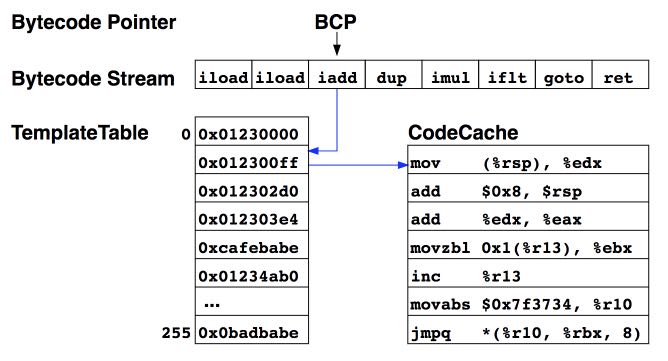 Bytecode Pointer BCP
Bytecode Stream iload iload iadd dup imul iflt goto ret
TemplateTable 0 0x01230000 CodeCache
0x012300ff mov (%rsp), %edx
0x012302d0 add $0x8, $rsp
0x012303e4 add %edx, %eax
0xcafebabe movzbl 0x1(%r13), %ebx
0x01234ab0 inc %r13
... movabs $0x7f3734, %r10
255 0x0badbabe jmpq *(%r10, %rbx, 8)